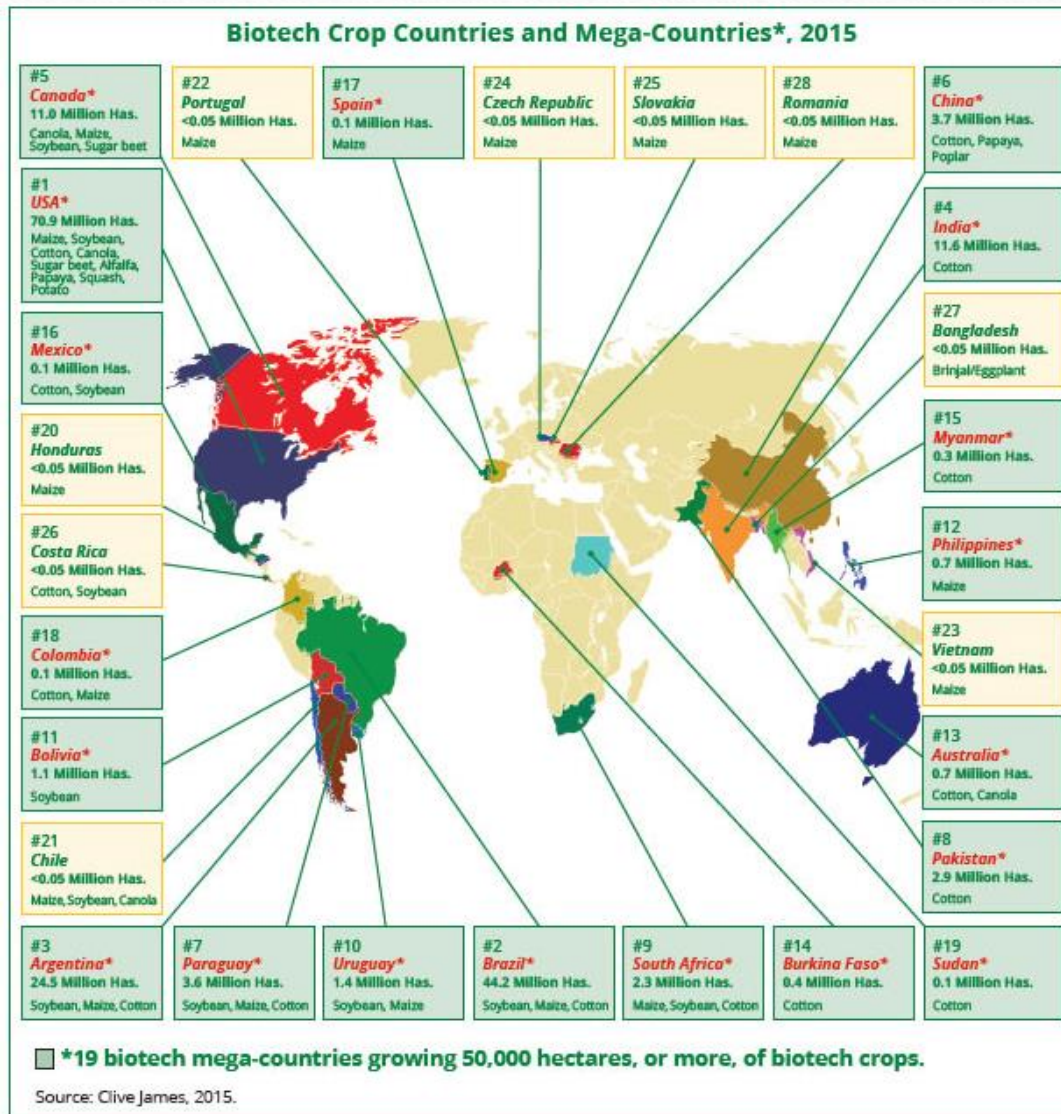 Biotech Crop Countries and Mega-Countries*, 2015
#5
Canada*
11.0 Million Has.
Canola, Maize,
Soybean, Sugar beet
#22
Portugal
<0.05 Million Has.
Maize
#17
Spain*
0.1 Million Has.
Maize
#24
Czech Republic
<0.05 Million Has.
Maize
#25
Slovakia
<0.05 Million Has.
Maize
#28
Romania
<0.05 Million Has.
Maize
#6
China*
3.7 Million Has.
Cotton, Papaya,
Poplar
#1
USA*
70.9 Million Has.
Maize, Soybean,
Cotton, Canola,
Sugar beet, Alfalfa,
Papaya, Squash,
Potato
#4
India*
11.6 Million Has.
Cotton
#16
Mexico*
0.1 Million Has.
Cotton, Soybean
#27
Bangladesh
<0.05 Million Has.
Brinjal/Eggplant
#20
Honduras
<0.05 Million Has.
Maize
#15
Myanmar*
0.3 Million Has.
Cotton
#26
Costa Rica
<0.05 Million Has.
Cotton, Soybean
#12
Philippines*
0.7 Million Has.
Maize
#18
Colombia*
0.1 Million Has.
Cotton, Maize
#23
Vietnam
<0.05 Million Has.
Maize
#11
Bolivia*
1.1 Million Has.
Soybean
#13
Australia*
0.7 Million Has.
Cotton, Canola
#21
Chile
<0.05 Million Has.
Maize, Soybean, Canola
#8
Pakistan*
2.9 Million Has.
Cotton
#3
Argentina*
24.5 Million Has.
Soybean, Maize, Cotton
#7
Paraguay*
3.6 Million Has.
Soybean, Maize, Cotton
#10
Uruguay*
1.4 Million Has.
Soybean, Maize
#2
Brazil*
44.2 Million Has.
Soybean, Maize, Cotton
#9
South Africa*
2.3 Million Has.
Maize, Soybean, Cotton
#14
Burkina Faso*
0.4 Million Has.
Cotton
#19
Sudan*
0.1 Million Has.
Cotton
*19 biotech mega-countries growing 50,000 hectares, or more, of biotech crops.
Source: Clive James, 2015.